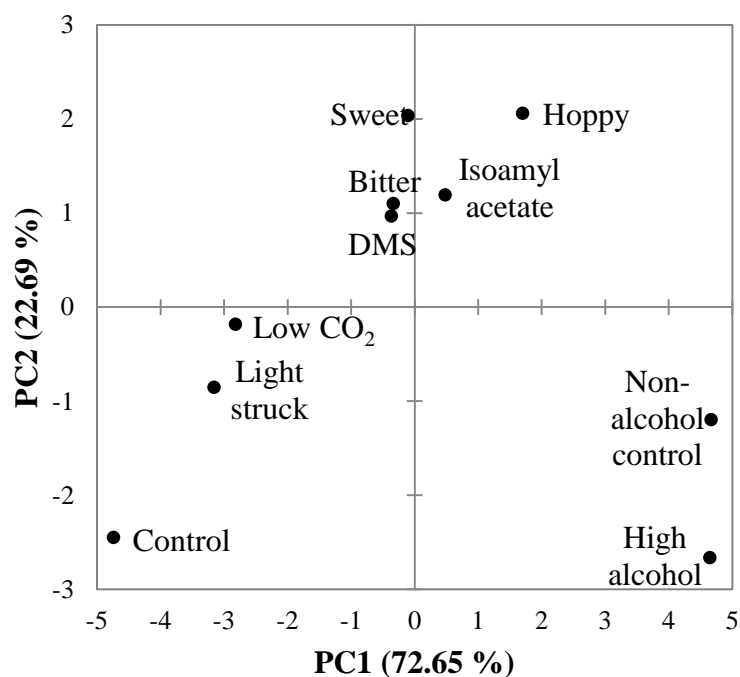 3
2
1
0
-1
-2
-3
PC2 (22.69 %)
Sweet
Hoppy
Bitter
Isoamyl
acetate
DMS
Low CO₂
Light
struck
Non-
alcohol
control
Control
High
alcohol
-5 -4 -3 -2 -1 0 1 2 3 4 5
PC1 (72.65 %)